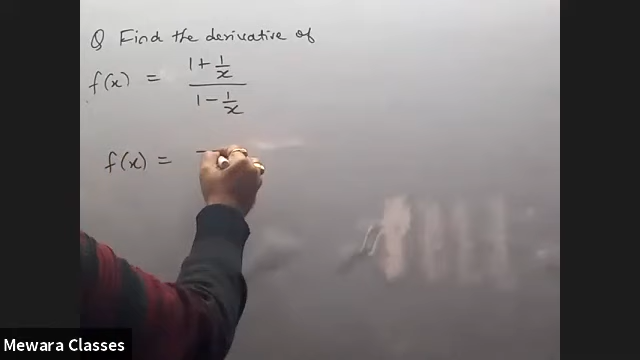 Q Find the derivative of
f(x) = (1 + 1/x) / (1 - 1/x)
f(x) =
Mewara Classes